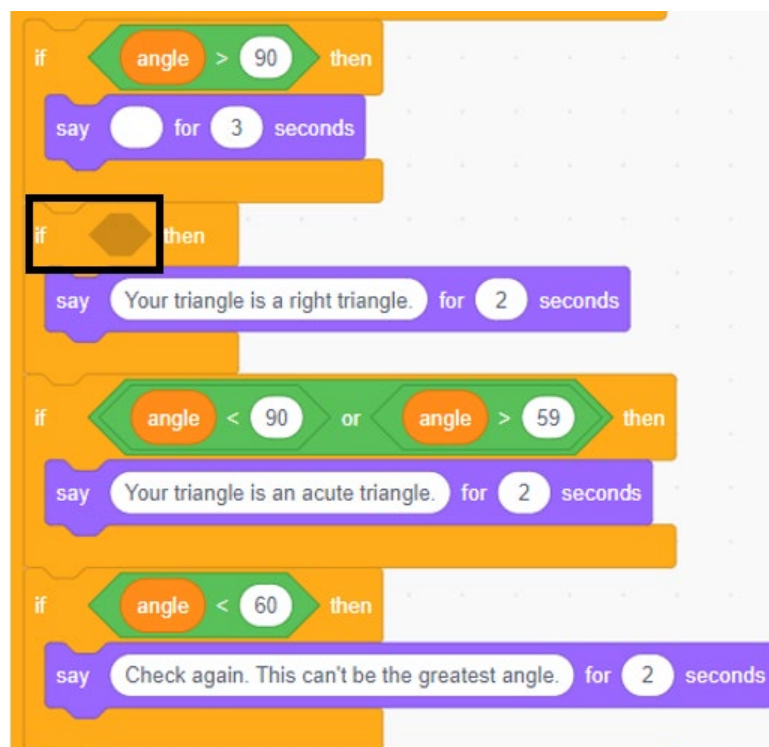 if angle > 90 then
say for 3 seconds
if then
say Your triangle is a right triangle. for 2 seconds
if angle < 90 or angle > 59 then
say Your triangle is an acute triangle. for 2 seconds
if angle < 60 then
say Check again. This can't be the greatest angle. for 2 seconds